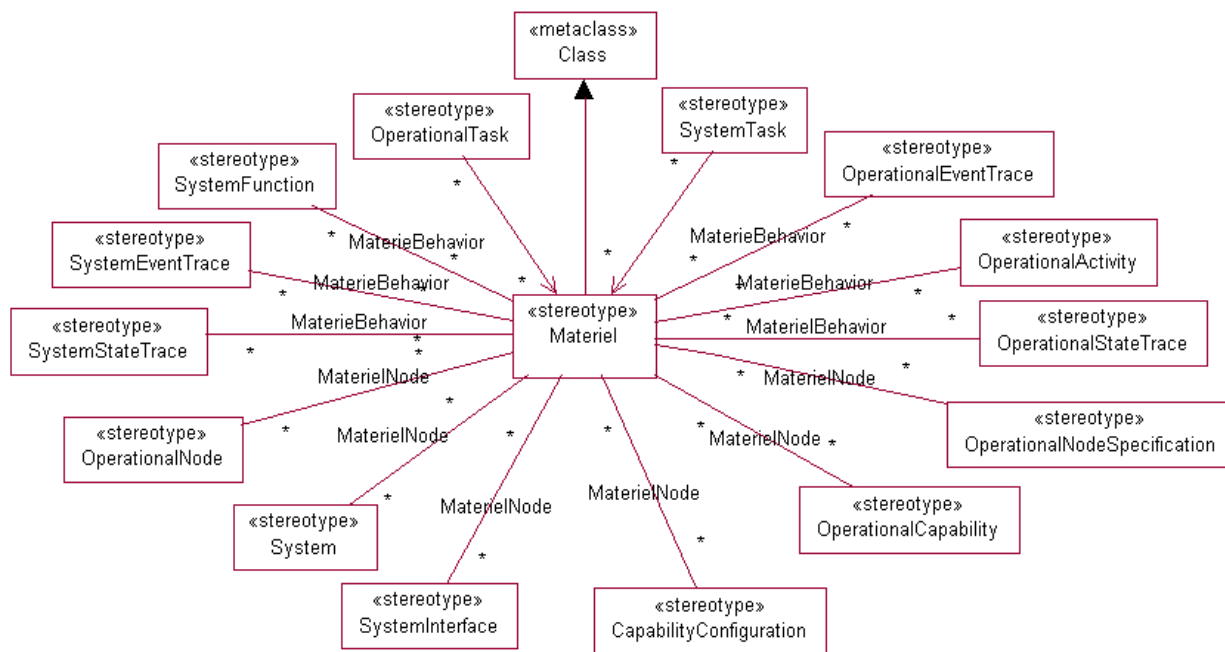 «metaclass»
Class
«stereotype»
OperationalTask
«stereotype»
SystemTask
«stereotype»
SystemFunction
«stereotype»
OperationalEventTrace
*
*
*
*
MaterieBehavior
*
MaterieBehavior
*
*
«stereotype»
SystemEventTrace
«stereotype»
OperationalActivity
MaterieBehavior
*
*
*
MaterieBehavior
*
*
«stereotype»
Materiel
«stereotype»
SystemStateTrace
MaterieBehavior
*
*
*
MaterielBehavior
*
*
«stereotype»
OperationalStateTrace
*
MaterielNode
*
*
MaterielNode
*
«stereotype»
OperationalNode
*
*
MaterielNode
*
*
MaterielNode
*
*
MaterielNode
*
«stereotype»
OperationalNodeSpecification
MaterielNode
*
«stereotype»
System
«stereotype»
OperationalCapability
*
*
«stereotype»
SystemInterface
«stereotype»
CapabilityConfiguration